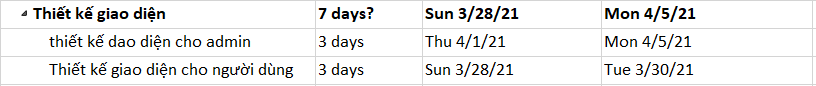 Thiết kế giao diện 7 days? Sun 3/28/21 Mon 4/5/21
thiết kế dao diện cho admin 3 days Thu 4/1/21 Mon 4/5/21
Thiết kế giao diện cho người dùng 3 days Sun 3/28/21 Tue 3/30/21